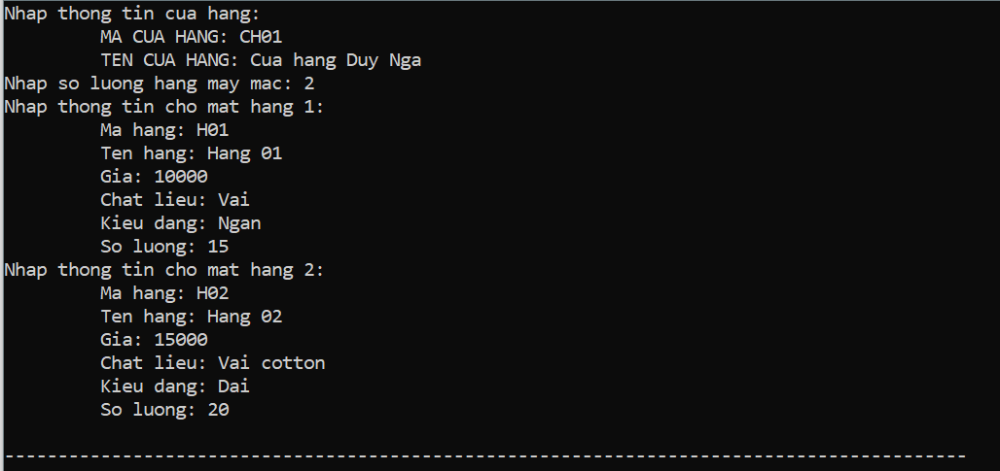 Nhap thong tin cua hang:
MA CUA HANG: CH01
TEN CUA HANG: Cua hang Duy Nga
Nhap so luong hang may mac: 2
Nhap thong tin cho mat hang 1:
Ma hang: H01
Ten hang: Hang 01
Gia: 10000
Chat lieu: Vai
Kieu dang: Ngan
So luong: 15
Nhap thong tin cho mat hang 2:
Ma hang: H02
Ten hang: Hang 02
Gia: 15000
Chat lieu: Vai cotton
Kieu dang: Dai
So luong: 20
------------------------------------------------------------------------------------------